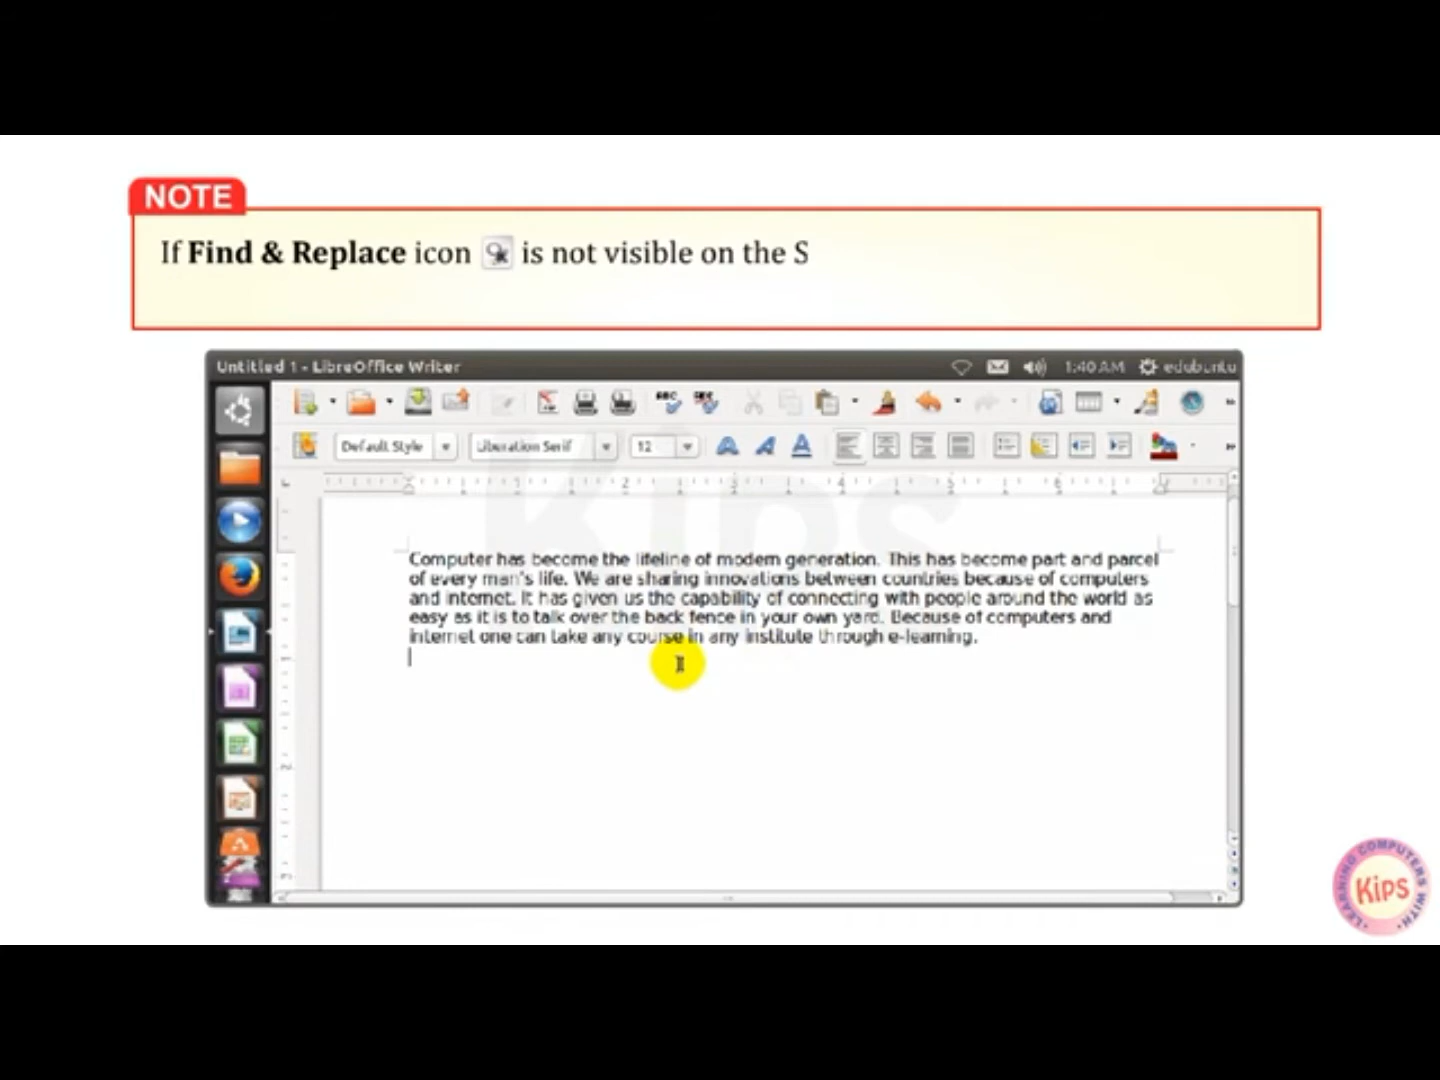 NOTE
If Find & Replace icon is not visible on the S
Untitled 1 - LibreOffice Writer
1:40 AM
edubuntu
Default Style
Liberation Serif
12
Computer has become the lifeline of modern generation. This has become part and parcel
of every man's life. We are sharing innovations between countries because of computers
and internet. It has given us the capability of connecting with people around the world as
easy as it is to talk over the back fence in your own yard. Because of computers and
internet one can take any course in any institute through e-learning.
Kips
LEARNING COMPUTERS WITH
Kips